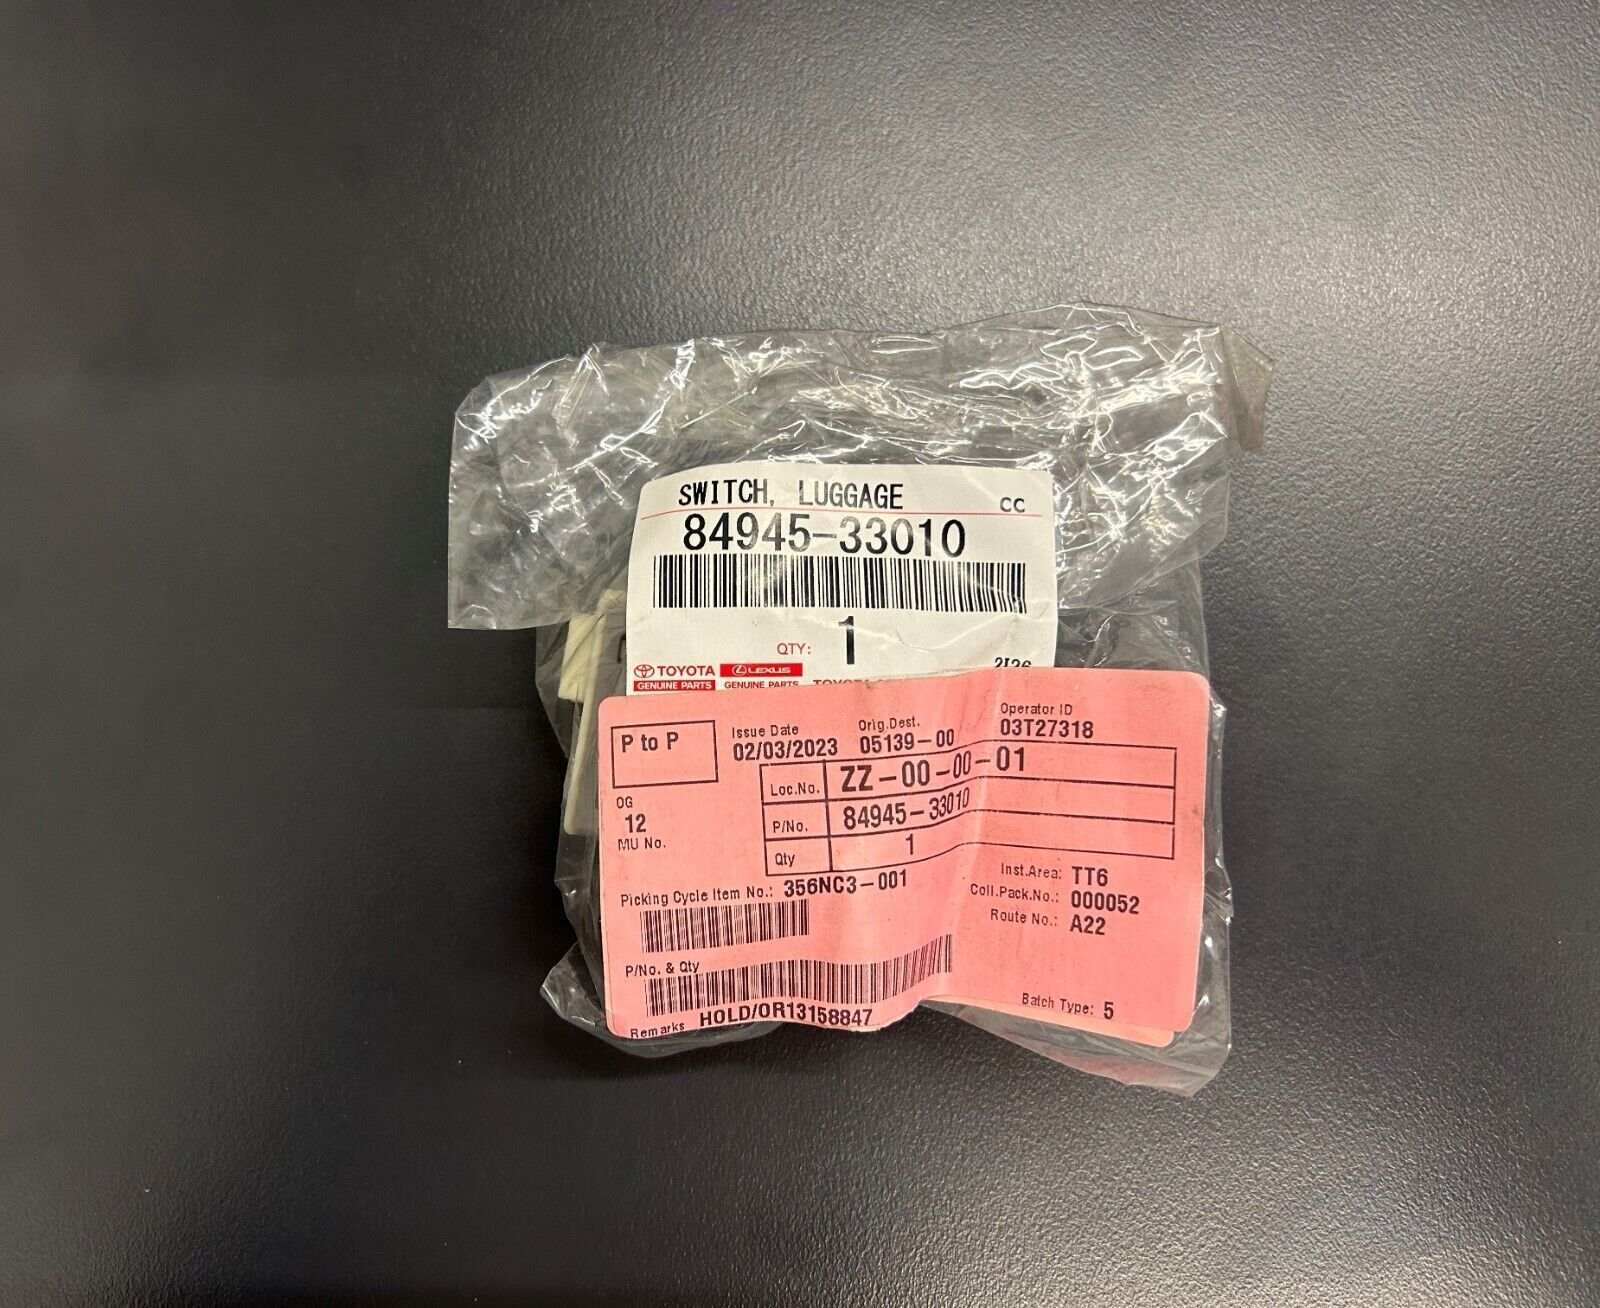 SWITCH, LUGGAGE CC
84945-33010
QTY: 1
TOYOTA LEXUS
GENUINE PARTS GENUINE PARTS
P to P
Issue Date Orig.Dest. Operator ID
02/03/2023 05139-00 03T27318
Loc.No. ZZ-00-00-01
OG
12
P/No. 84945-33010
MU No.
Qty 1
Picking Cycle Item No.: 356NC3-001
Inst.Area: TT6
Coll.Pack.No.: 000052
Route No.: A22
P/No. & Qty
Batch Type: 5
Remarks HOLD/OR13158847